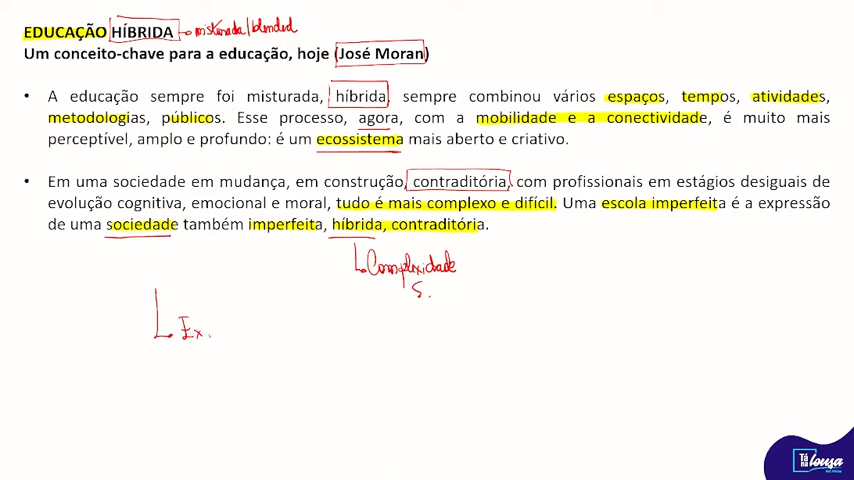 EDUCAÇÃO HÍBRIDA misturada/blended
Um conceito-chave para a educação, hoje (José Moran)
• A educação sempre foi misturada, híbrida, sempre combinou vários espaços, tempos, atividades,
metodologias, públicos. Esse processo, agora, com a mobilidade e a conectividade, é muito mais
perceptível, amplo e profundo: é um ecossistema mais aberto e criativo.
• Em uma sociedade em mudança, em construção, contraditória, com profissionais em estágios desiguais de
evolução cognitiva, emocional e moral, tudo é mais complexo e difícil. Uma escola imperfeita é a expressão
de uma sociedade também imperfeita, híbrida, contraditória.
Complexidade
S.
Ex.
Tá
na lousa